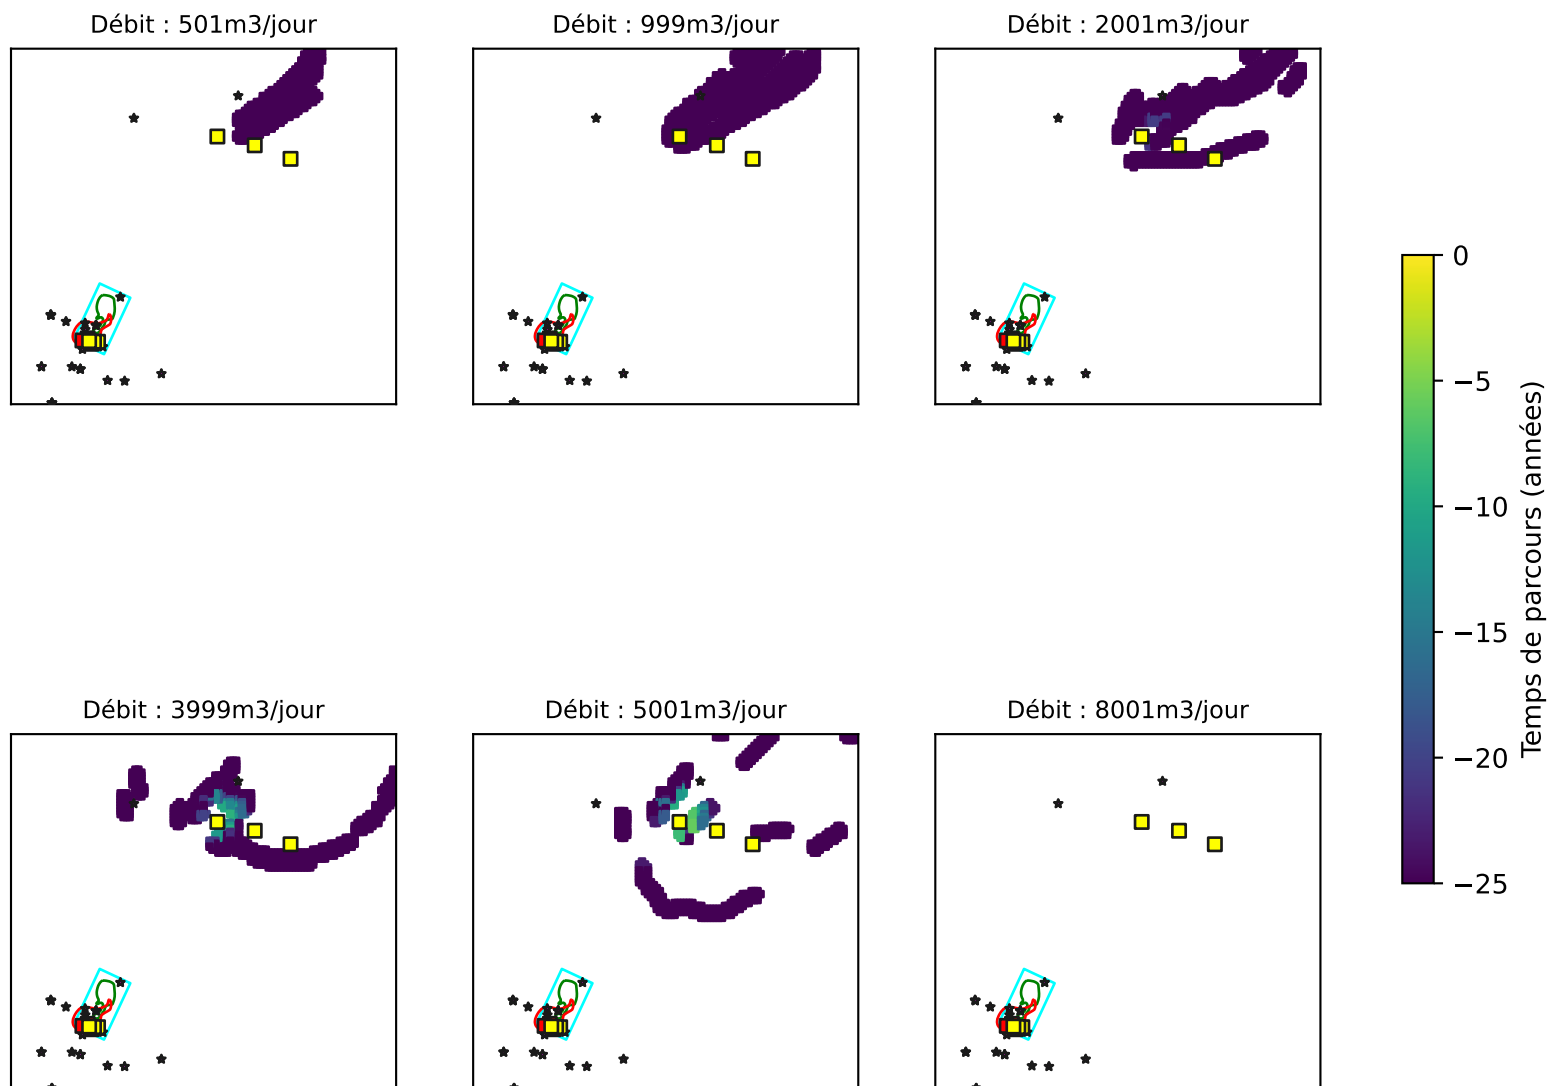 Débit : 501m3/jour
Débit : 999m3/jour
Débit : 2001m3/jour
0
−5
−10
−15
−20
−25
Temps de parcours (années)
Débit : 3999m3/jour
Débit : 5001m3/jour
Débit : 8001m3/jour